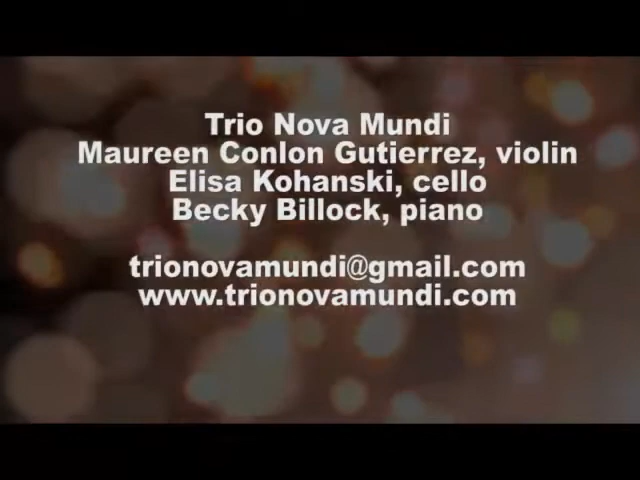 Trio Nova Mundi
Maureen Conlon Gutierrez, violin
Elisa Kohanski, cello
Becky Billock, piano
trionovamundi@gmail.com
www.trionovamundi.com